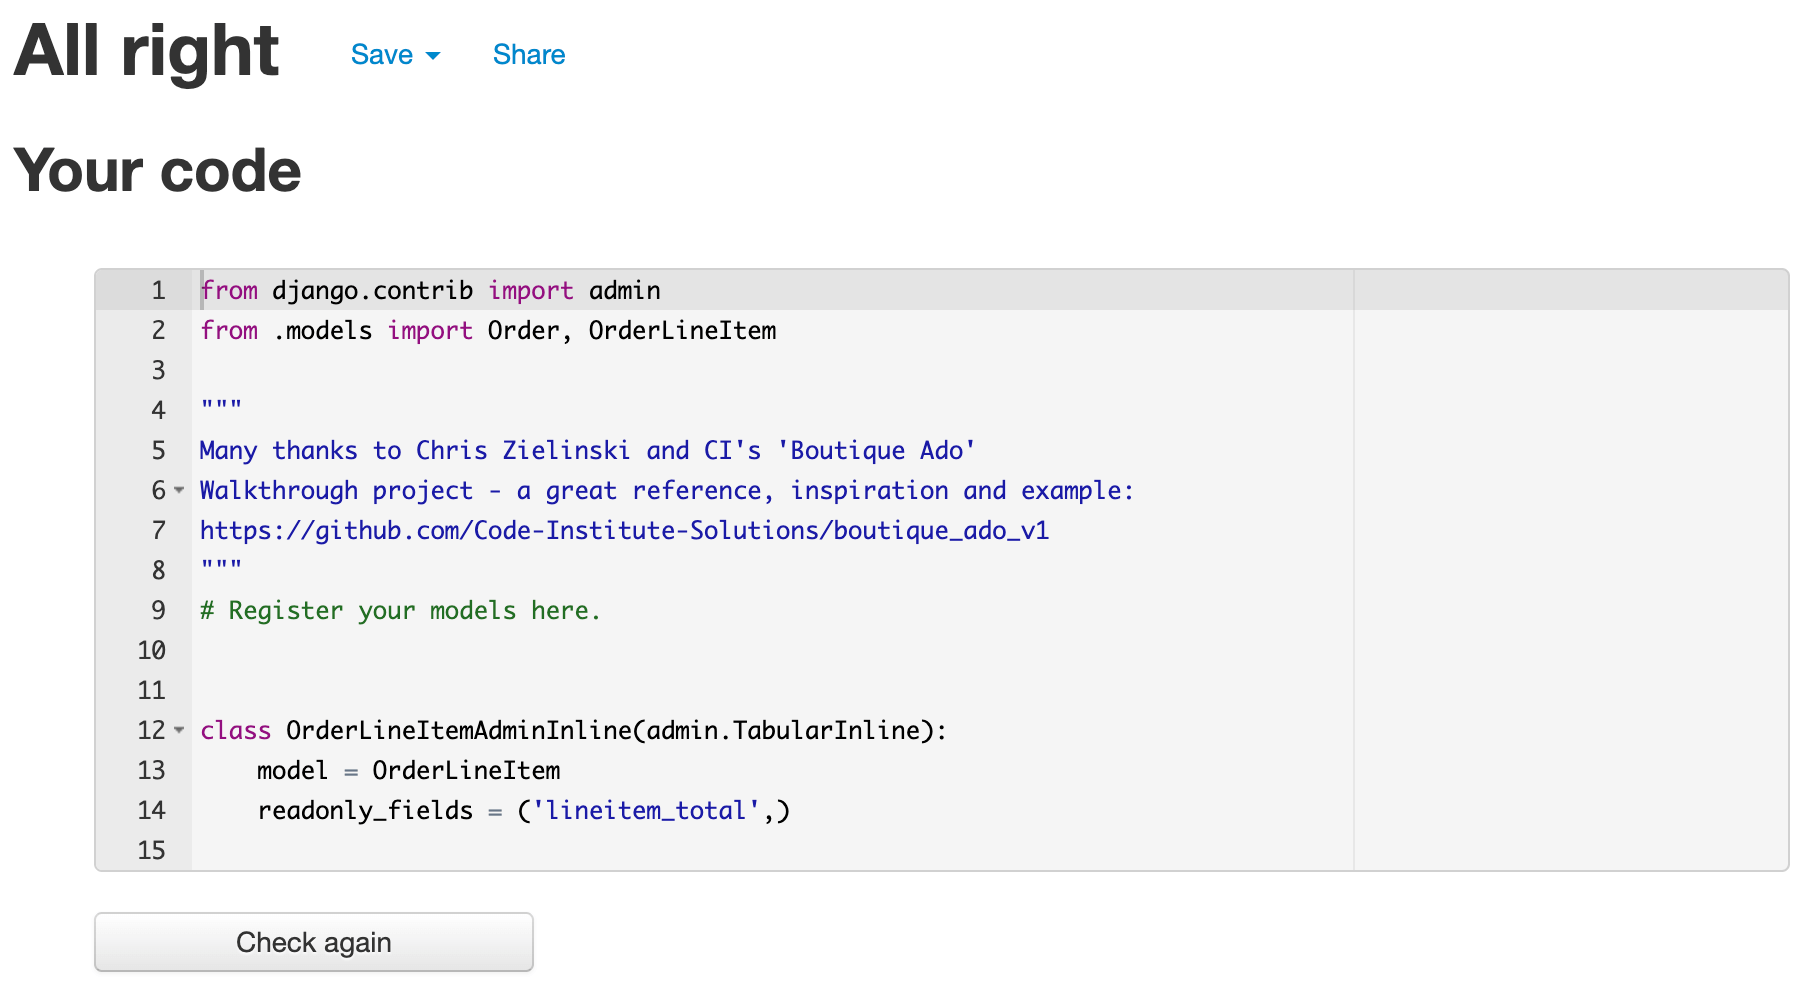 All right
Save
Share
Your code
1 from django.contrib import admin
2 from .models import Order, OrderLineItem
3
4 """
5 Many thanks to Chris Zielinski and CI's 'Boutique Ado'
6 Walkthrough project - a great reference, inspiration and example:
7 https://github.com/Code-Institute-Solutions/boutique_ado_v1
8 """
9 # Register your models here.
10
11
12 class OrderLineItemAdminInline(admin.TabularInline):
13     model = OrderLineItem
14     readonly_fields = ('lineitem_total',)
15
Check again